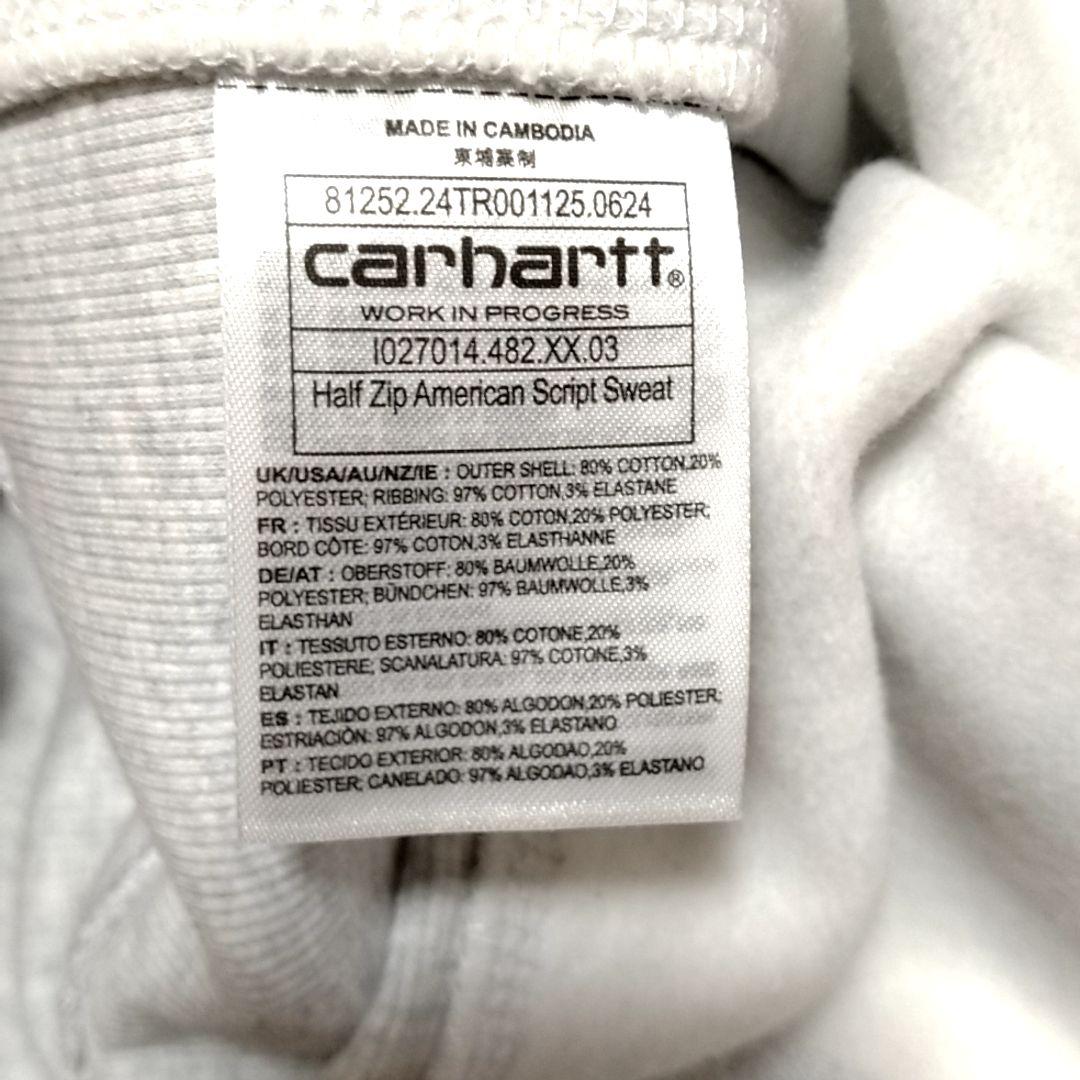 MADE IN CAMBODIA
柬埔寨制
81252.24TR001125.0624
carhartt®
WORK IN PROGRESS
I027014.482.XX.03
Half Zip American Script Sweat
UK/USA/AU/NZ/IE : OUTER SHELL: 80% COTTON,20%
POLYESTER; RIBBING: 97% COTTON,3% ELASTANE
FR : TISSU EXTÉRIEUR: 80% COTON,20% POLYESTER;
BORD CÔTE: 97% COTON,3% ELASTHANNE
DE/AT : OBERSTOFF: 80% BAUMWOLLE,20%
POLYESTER; BÜNDCHEN: 97% BAUMWOLLE,3%
ELASTHAN
IT : TESSUTO ESTERNO: 80% COTONE,20%
POLIESTERE; SCANALATURA: 97% COTONE,3%
ELASTAN
ES : TEJIDO EXTERNO: 80% ALGODON,20% POLIESTER;
ESTRIACIÓN: 97% ALGODON,3% ELASTANO
PT : TECIDO EXTERIOR: 80% ALGODAO,20%
POLIESTER; CANELADO: 97% ALGODAO,3% ELASTANO